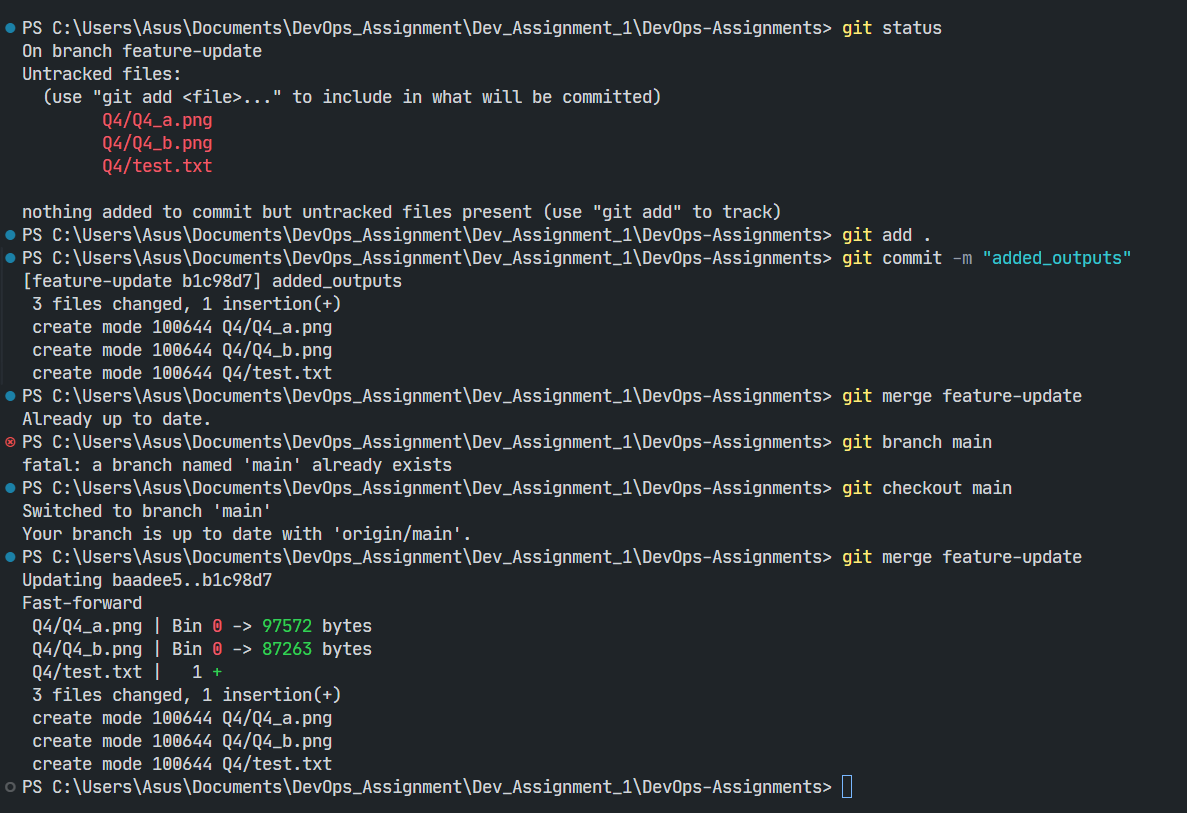 PS C:\Users\Asus\Documents\DevOps_Assignment\Dev_Assignment_1\DevOps-Assignments> git status
On branch feature-update
Untracked files:
  (use "git add <file>..." to include in what will be committed)
        Q4/Q4_a.png
        Q4/Q4_b.png
        Q4/test.txt

nothing added to commit but untracked files present (use "git add" to track)
PS C:\Users\Asus\Documents\DevOps_Assignment\Dev_Assignment_1\DevOps-Assignments> git add .
PS C:\Users\Asus\Documents\DevOps_Assignment\Dev_Assignment_1\DevOps-Assignments> git commit -m "added_outputs"
[feature-update b1c98d7] added_outputs
 3 files changed, 1 insertion(+)
 create mode 100644 Q4/Q4_a.png
 create mode 100644 Q4/Q4_b.png
 create mode 100644 Q4/test.txt
PS C:\Users\Asus\Documents\DevOps_Assignment\Dev_Assignment_1\DevOps-Assignments> git merge feature-update
Already up to date.
PS C:\Users\Asus\Documents\DevOps_Assignment\Dev_Assignment_1\DevOps-Assignments> git branch main
fatal: a branch named 'main' already exists
PS C:\Users\Asus\Documents\DevOps_Assignment\Dev_Assignment_1\DevOps-Assignments> git checkout main
Switched to branch 'main'
Your branch is up to date with 'origin/main'.
PS C:\Users\Asus\Documents\DevOps_Assignment\Dev_Assignment_1\DevOps-Assignments> git merge feature-update
Updating baadee5..b1c98d7
Fast-forward
 Q4/Q4_a.png | Bin 0 -> 97572 bytes
 Q4/Q4_b.png | Bin 0 -> 87263 bytes
 Q4/test.txt |   1 +
 3 files changed, 1 insertion(+)
 create mode 100644 Q4/Q4_a.png
 create mode 100644 Q4/Q4_b.png
 create mode 100644 Q4/test.txt
PS C:\Users\Asus\Documents\DevOps_Assignment\Dev_Assignment_1\DevOps-Assignments>